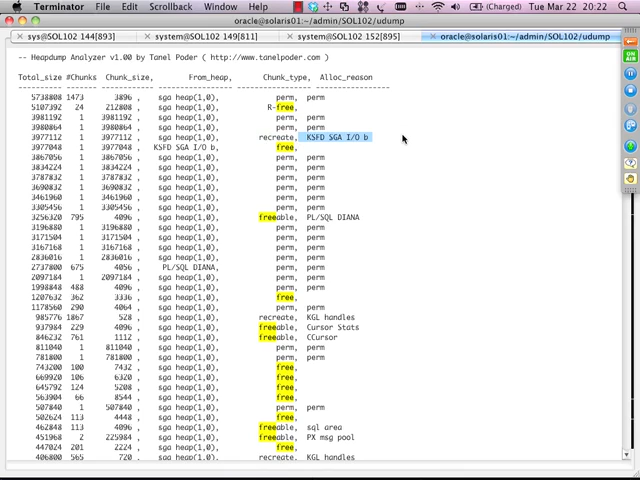 Terminator Shell Edit View Window Help (Charged) Tue Mar 22 20:22
oracle@solaris01:~/admin/SOL102/udump
sys@SOL102 144[893] system@SOL102 149[811] system@SOL102 152[895] oracle@solaris01:~/admin/SOL102/udump
-- Heapdump Analyzer v1.00 by Tanel Poder ( http://www.tanelpoder.com )
Total_size #Chunks Chunk_size, From_heap, Chunk_type, Alloc_reason
5738808 1473 3896 , sga heap(1,0), perm, perm
5107392 24 212808 , sga heap(1,0), R-free,
3981192 1 3981192 , sga heap(1,0), perm, perm
3980864 1 3980864 , sga heap(1,0), perm, perm
3977112 1 3977112 , sga heap(1,0), recreate, KSFD SGA I/O b
3977048 1 3977048 , KSFD SGA I/O b, free,
3867056 1 3867056 , sga heap(1,0), perm, perm
3834224 1 3834224 , sga heap(1,0), perm, perm
3787832 1 3787832 , sga heap(1,0), perm, perm
3690832 1 3690832 , sga heap(1,0), perm, perm
3461960 1 3461960 , sga heap(1,0), perm, perm
3305456 1 3305456 , sga heap(1,0), perm, perm
3256320 795 4096 , sga heap(1,0), freeable, PL/SQL DIANA
3196880 1 3196880 , sga heap(1,0), perm, perm
3171504 1 3171504 , sga heap(1,0), perm, perm
3167168 1 3167168 , sga heap(1,0), perm, perm
2836016 1 2836016 , sga heap(1,0), perm, perm
2737800 675 4056 , PL/SQL DIANA, perm, perm
2097184 1 2097184 , sga heap(1,0), perm, perm
1998848 488 4096 , sga heap(1,0), perm, perm
1207632 362 3336 , sga heap(1,0), free,
1178560 290 4064 , sga heap(1,0), perm, perm
985776 1867 528 , sga heap(1,0), recreate, KGL handles
937984 229 4096 , sga heap(1,0), freeable, Cursor Stats
846232 761 1112 , sga heap(1,0), freeable, CCursor
811040 1 811040 , sga heap(1,0), perm, perm
781800 1 781800 , sga heap(1,0), perm, perm
743200 100 7432 , sga heap(1,0), free,
669920 106 6320 , sga heap(1,0), free,
645792 124 5208 , sga heap(1,0), free,
563904 66 8544 , sga heap(1,0), free,
507840 1 507840 , sga heap(1,0), perm, perm
502624 113 4448 , sga heap(1,0), free,
462848 113 4096 , sga heap(1,0), freeable, sql area
451968 2 225984 , sga heap(1,0), freeable, PX msg pool
447024 201 2224 , sga heap(1,0), free,
406800 565 720 , sga heap(1,0), recreate, KGL handles